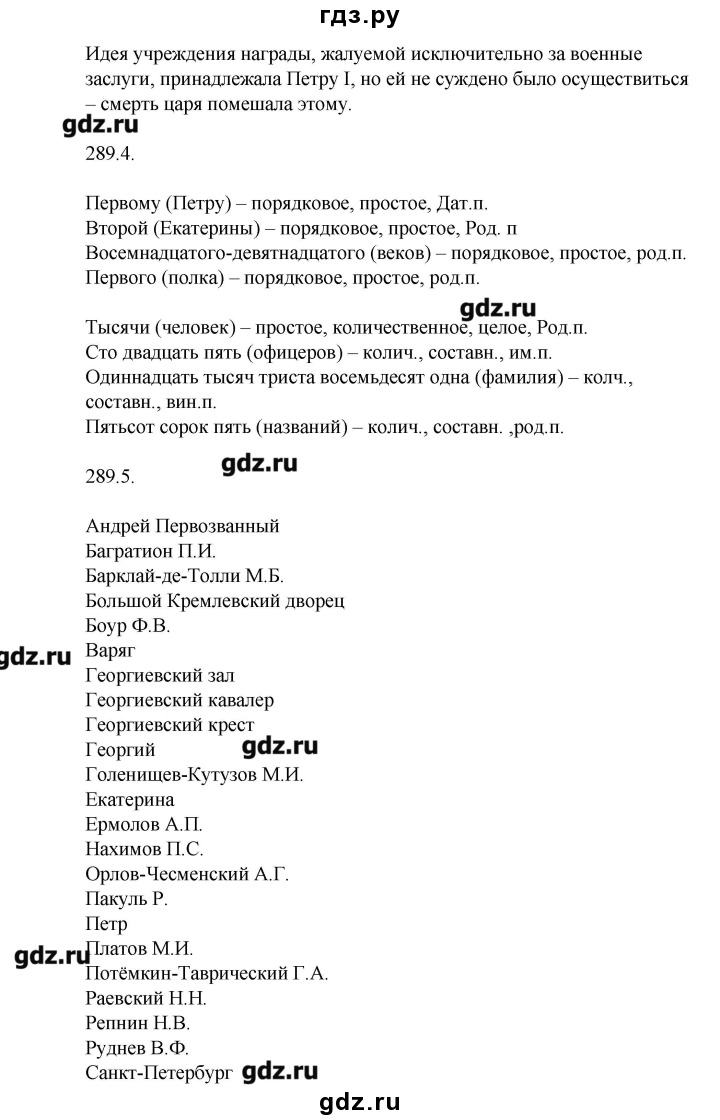 гдз.ру
Идея учреждения награды, жалуемой исключительно за военные
заслуги, принадлежала Петру I, но ей не суждено было осуществиться
– смерть царя помешала этому.
gdz.ru
289.4.
Первому (Петру) – порядковое, простое, Дат.п.
Второй (Екатерины) – порядковое, простое, Род. п
Восемнадцатого-девятнадцатого (веков) – порядковое, простое, род.п.
Первого (полка) – порядковое, простое, род.п.
gdz.ru
Тысячи (человек) – простое, количественное, целое, Род.п.
Сто двадцать пять (офицеров) – колич., составн., им.п.
Одиннадцать тысяч триста восемьдесят одна (фамилия) – колч.,
составн., вин.п.
Пятьсот сорок пять (названий) – колич., составн. ,род.п.
gdz.ru
289.5.
Андрей Первозванный
Багратион П.И.
Барклай-де-Толли М.Б.
Большой Кремлевский дворец
Боур Ф.В.
Варяг
gdz.ru
Георгиевский зал
Георгиевский кавалер
Георгиевский крест
Георгий
gdz.ru
Голенищев-Кутузов М.И.
Екатерина
Ермолов А.П.
Нахимов П.С.
Орлов-Чесменский А.Г.
Пакуль Р.
Петр
Платов М.И.
gdz.ru
Потёмкин-Таврический Г.А.
Раевский Н.Н.
Репнин Н.В.
Руднев В.Ф.
Санкт-Петербург
gdz.ru
gdz.ru